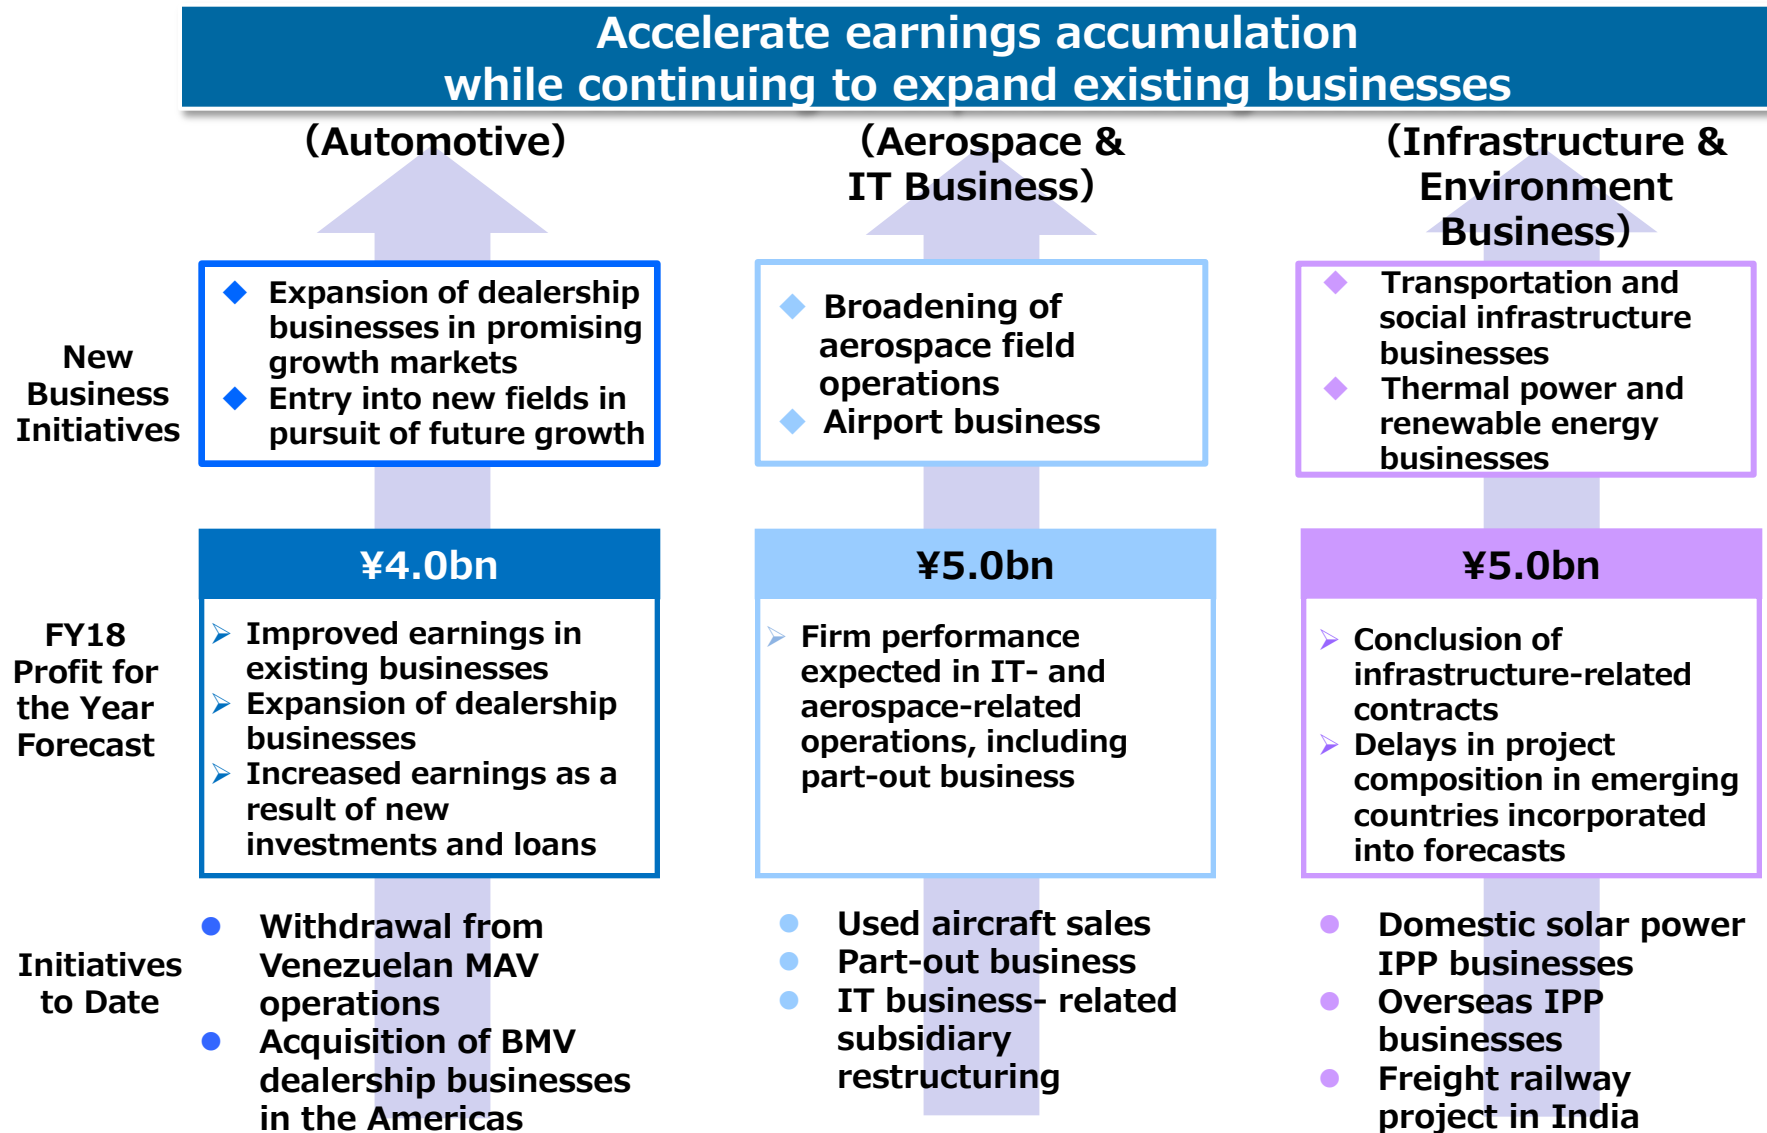 Accelerate earnings accumulation
while continuing to expand existing businesses
(Automotive)
(Aerospace &
IT Business)
(Infrastructure &
Environment
Business)
New
Business
Initiatives
◆ Expansion of dealership
businesses in promising
growth markets
◆ Entry into new fields in
pursuit of future growth
◆ Broadening of
aerospace field
operations
◆ Airport business
◆ Transportation and
social infrastructure
businesses
◆ Thermal power and
renewable energy
businesses
FY18
Profit for
the Year
Forecast
¥4.0bn
➢ Improved earnings in
existing businesses
➢ Expansion of dealership
businesses
➢ Increased earnings as a
result of new
investments and loans
¥5.0bn
➢ Firm performance
expected in IT- and
aerospace-related
operations, including
part-out business
¥5.0bn
➢ Conclusion of
infrastructure-related
contracts
➢ Delays in project
composition in emerging
countries incorporated
into forecasts
Initiatives
to Date
● Withdrawal from
Venezuelan MAV
operations
● Acquisition of BMV
dealership businesses
in the Americas
● Used aircraft sales
● Part-out business
● IT business- related
subsidiary
restructuring
● Domestic solar power
IPP businesses
● Overseas IPP
businesses
● Freight railway
project in India